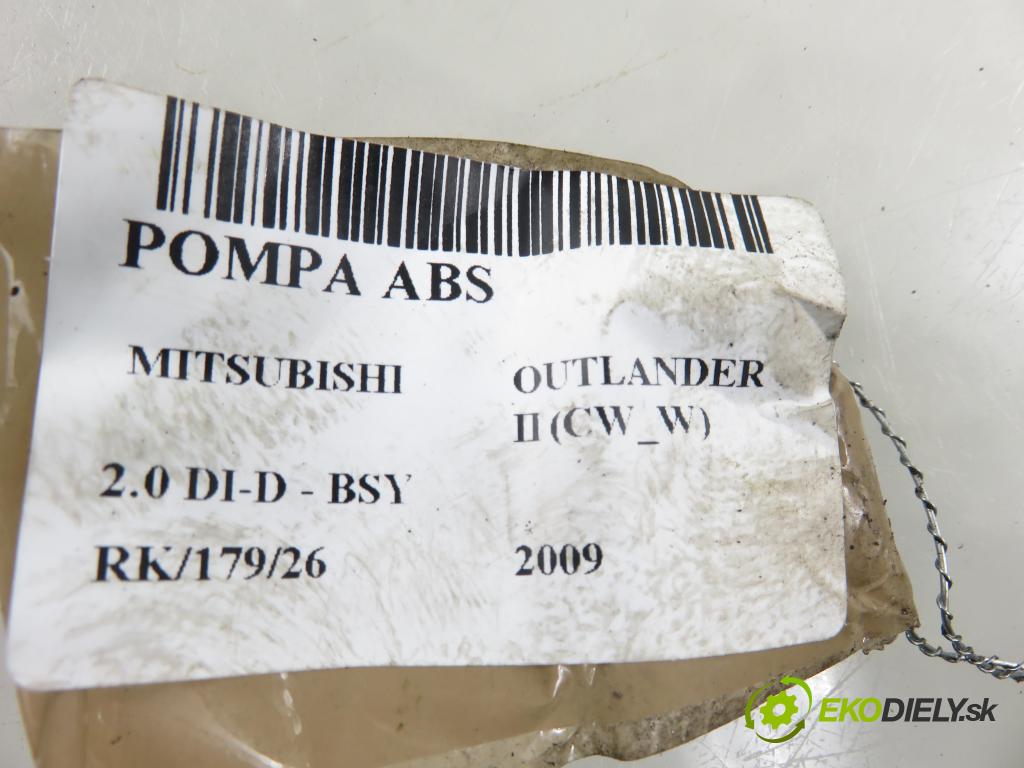 POMPA ABS
MITSUBISHI
OUTLANDER
II (CW_W)
2.0 DI-D - BSY
RK/179/26
2009
EKODIELY.sk